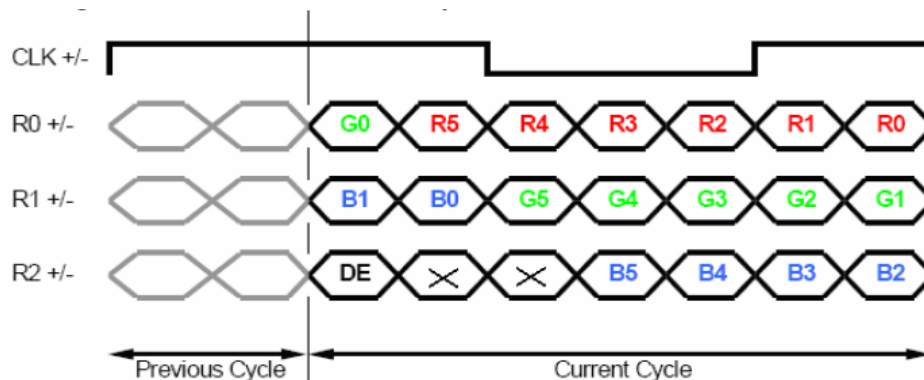 CLK +/-
R0 +/- G0 R5 R4 R3 R2 R1 R0
R1 +/- B1 B0 G5 G4 G3 G2 G1
R2 +/- DE B5 B4 B3 B2
Previous Cycle Current Cycle